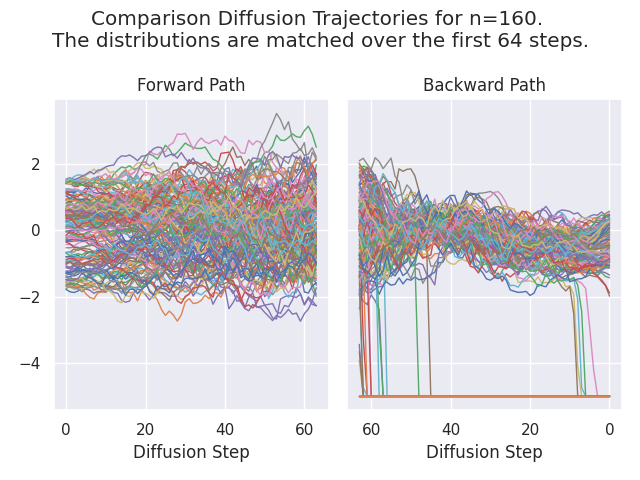 Comparison Diffusion Trajectories for n=160.
The distributions are matched over the first 64 steps.
Forward Path
Backward Path
2
0
−2
−4
0 20 40 60
60 40 20 0
Diffusion Step
Diffusion Step